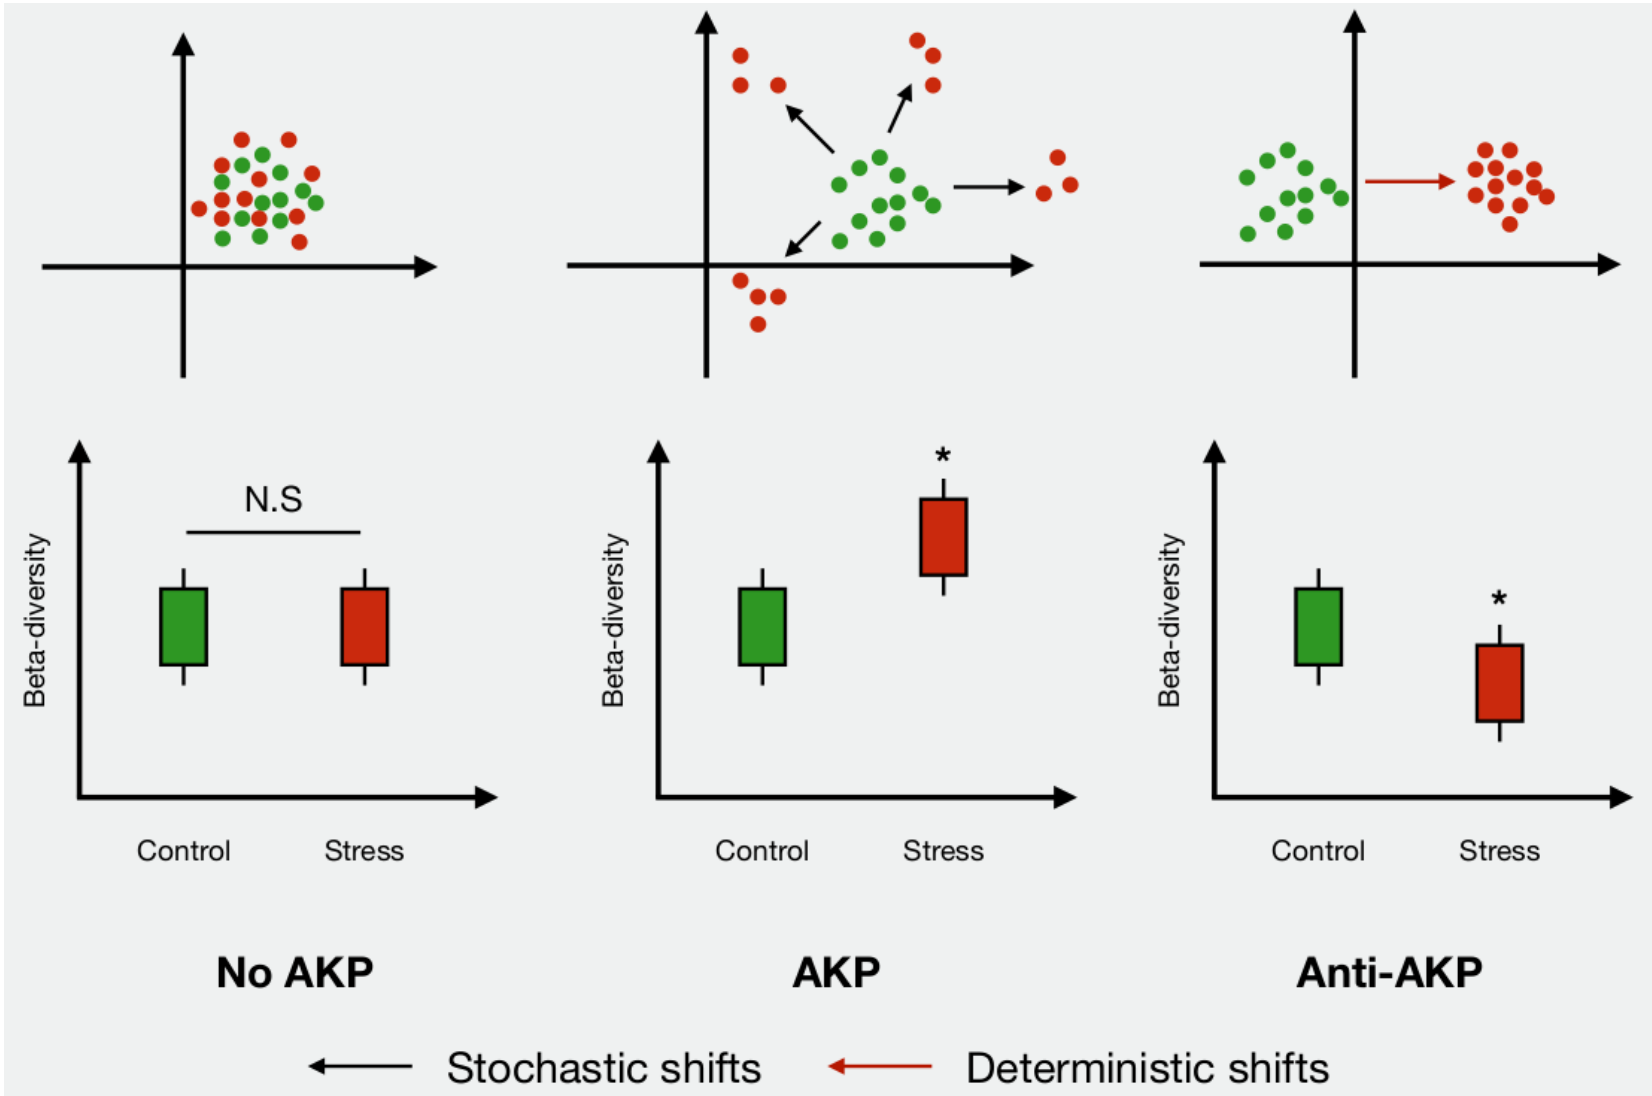 N.S
*
*
Beta-diversity
Beta-diversity
Beta-diversity
Control Stress
Control Stress
Control Stress
No AKP
AKP
Anti-AKP
Stochastic shifts
Deterministic shifts